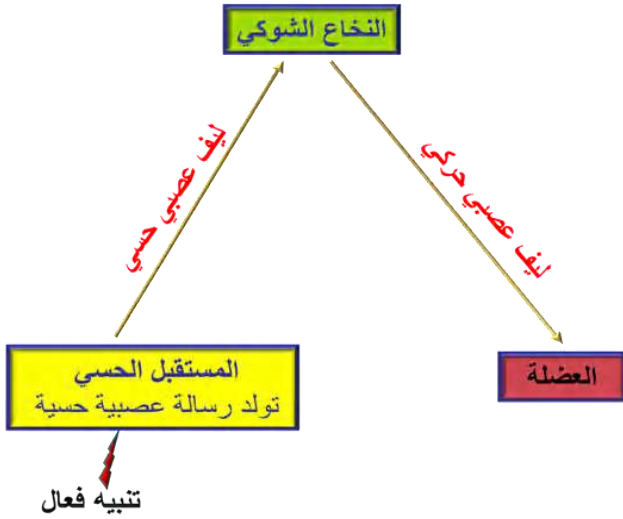 النخاع الشوكي
ليف عصبي حسي
ليف عصبي حركي
المستقبل الحسي
تولد رسالة عصبية حسية
العضلة
تنبيه فعال